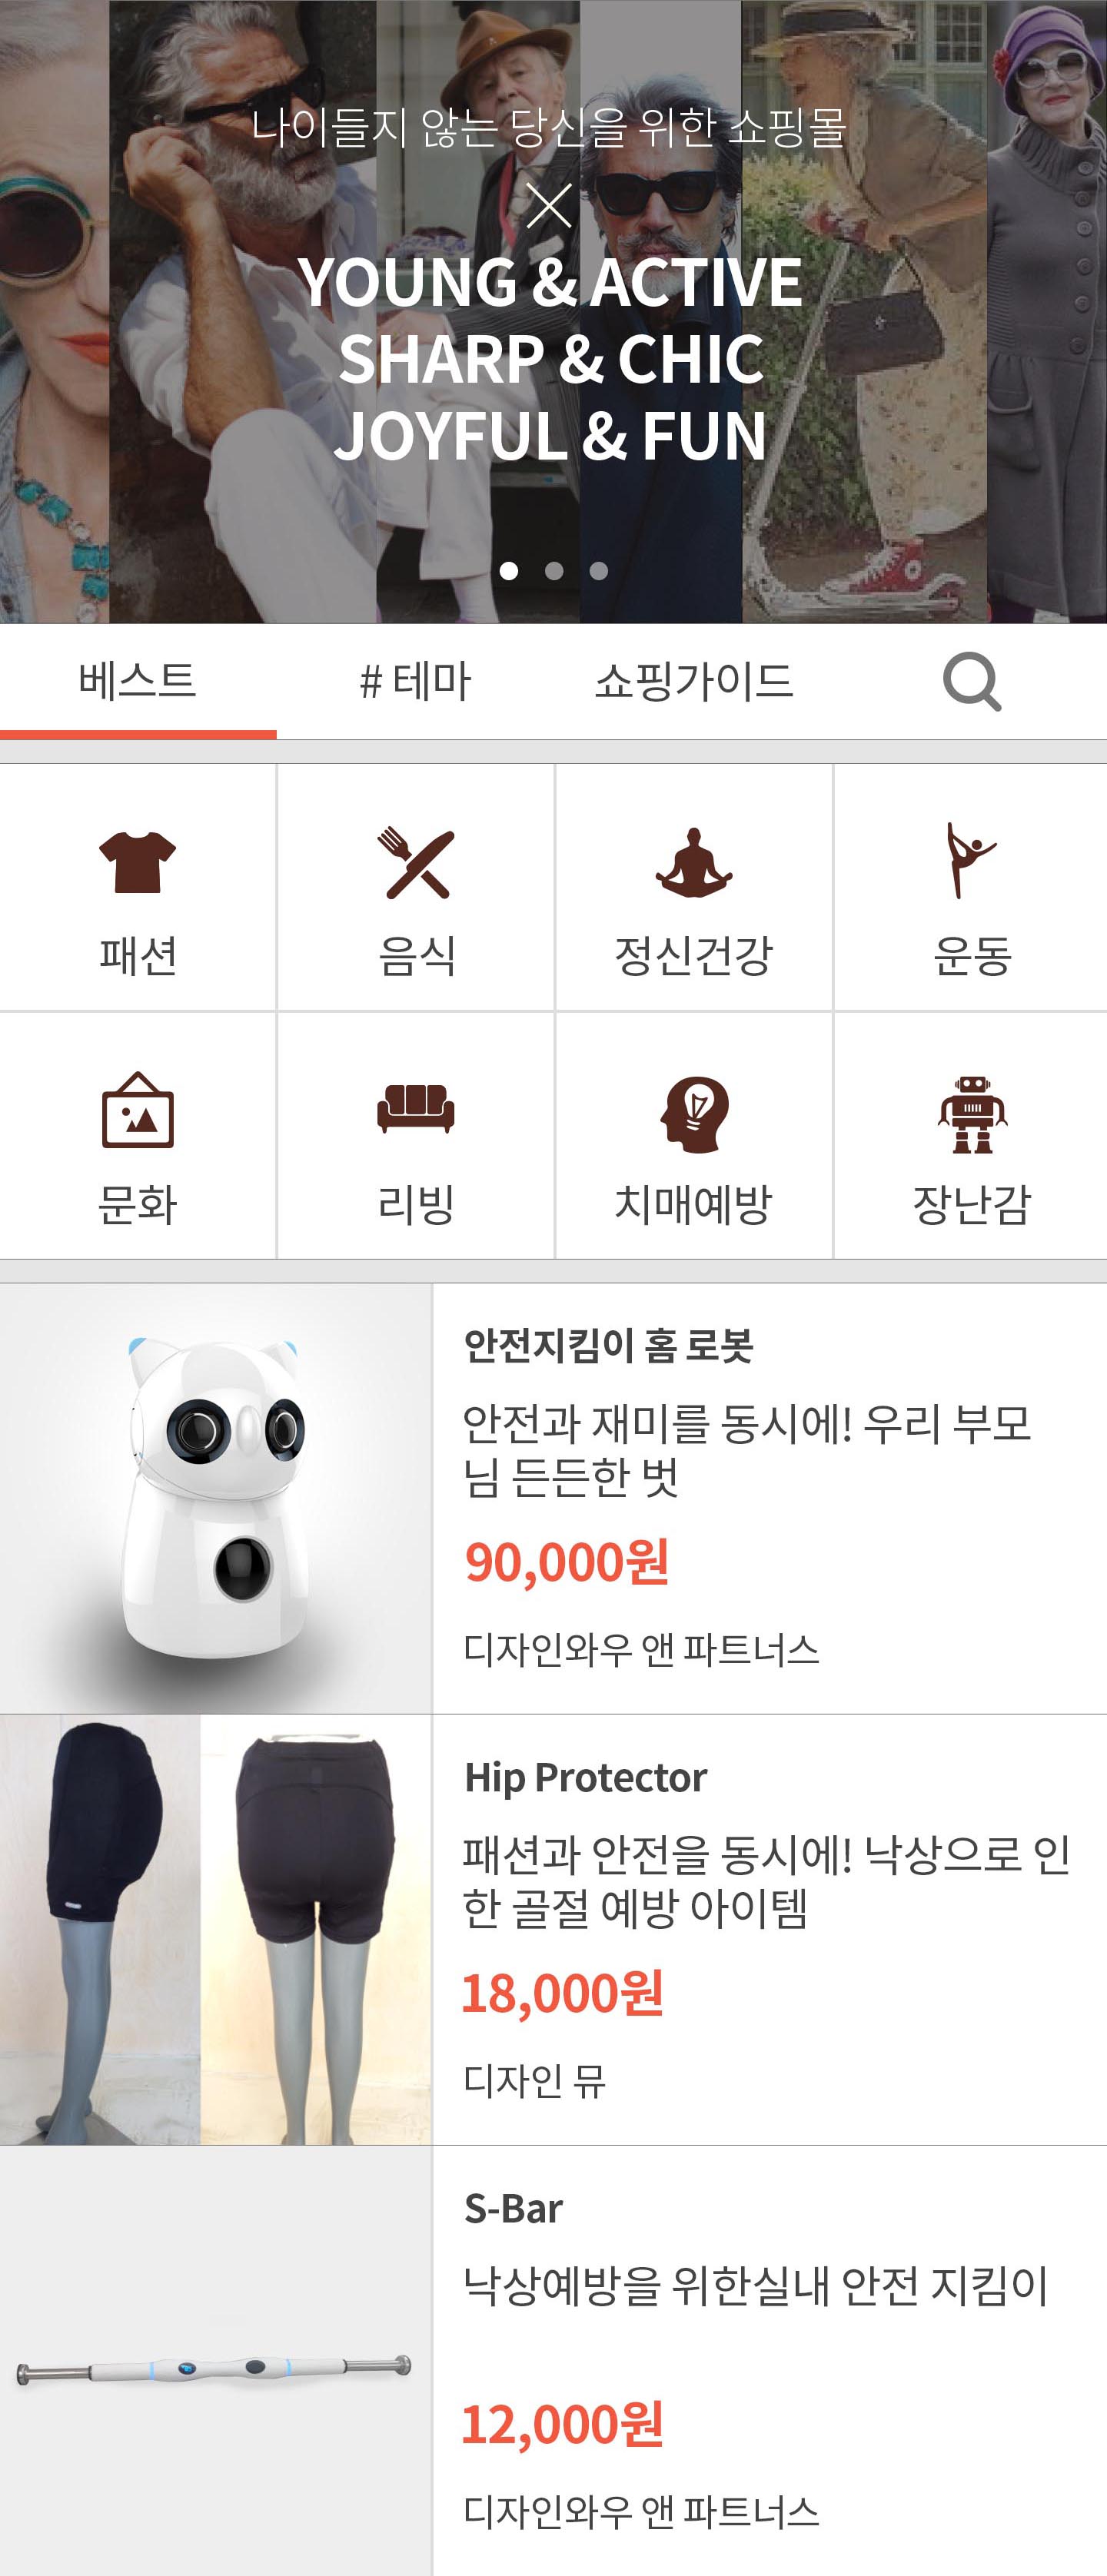 나이들지 않는 당신을 위한 쇼핑몰
YOUNG & ACTIVE
SHARP & CHIC
JOYFUL & FUN
베스트
# 테마
쇼핑가이드
패션
음식
정신건강
운동
문화
리빙
치매예방
장난감
안전지킴이 홈 로봇
안전과 재미를 동시에! 우리 부모
님 든든한 벗
90,000원
디자인와우 앤 파트너스
Hip Protector
패션과 안전을 동시에! 낙상으로 인
한 골절 예방 아이템
18,000원
디자인 뮤
S-Bar
낙상예방을 위한실내 안전 지킴이
12,000원
디자인와우 앤 파트너스